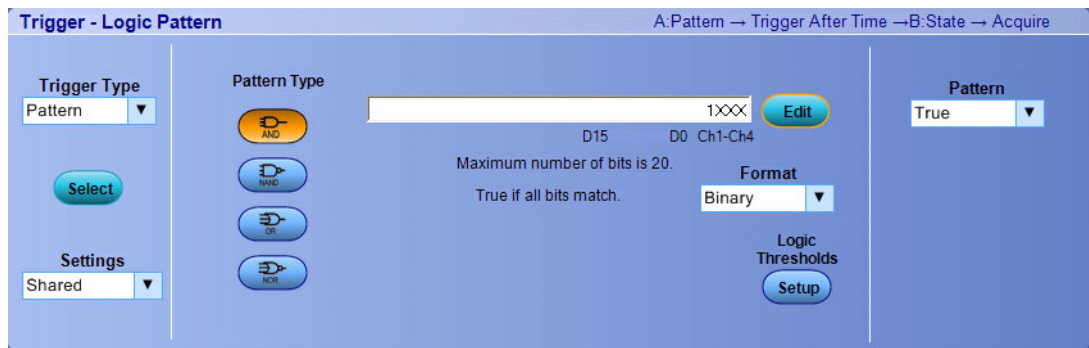 Trigger - Logic Pattern
A:Pattern → Trigger After Time →B:State → Acquire
Trigger Type
Pattern
Select
Settings
Shared
Pattern Type
AND
NAND
OR
NOR
1XXX
Edit
D15 D0 Ch1-Ch4
Maximum number of bits is 20.
True if all bits match.
Format
Binary
Logic
Thresholds
Setup
Pattern
True